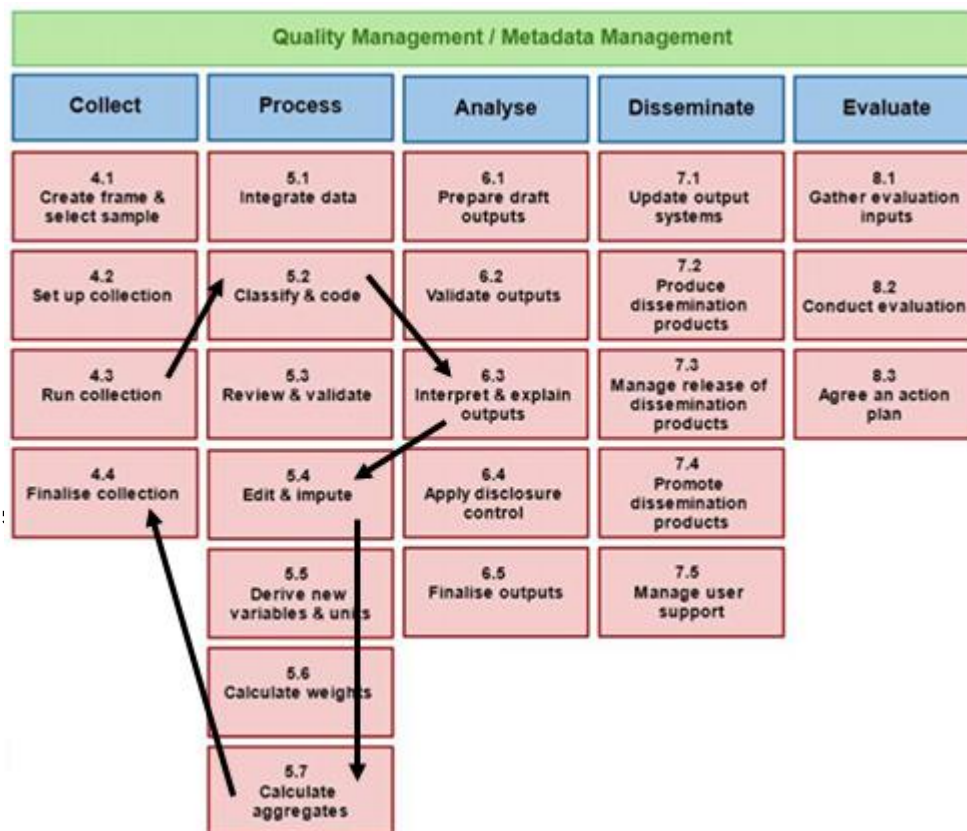 Quality Management / Metadata Management
Collect
Process
Analyse
Disseminate
Evaluate
4.1
Create frame &
select sample
5.1
Integrate data
6.1
Prepare draft
outputs
7.1
Update output
systems
8.1
Gather evaluation
inputs
4.2
Set up collection
5.2
Classify & code
6.2
Validate outputs
7.2
Produce
dissemination
products
8.2
Conduct evaluation
4.3
Run collection
5.3
Review & validate
6.3
Interpret & explain
outputs
7.3
Manage release of
dissemination
products
8.3
Agree an action
plan
4.4
Finalise collection
5.4
Edit & impute
6.4
Apply disclosure
control
7.4
Promote
dissemination
products
5.5
Derive new
variables & units
6.5
Finalise outputs
7.5
Manage user
support
5.6
Calculate weights
5.7
Calculate
aggregates